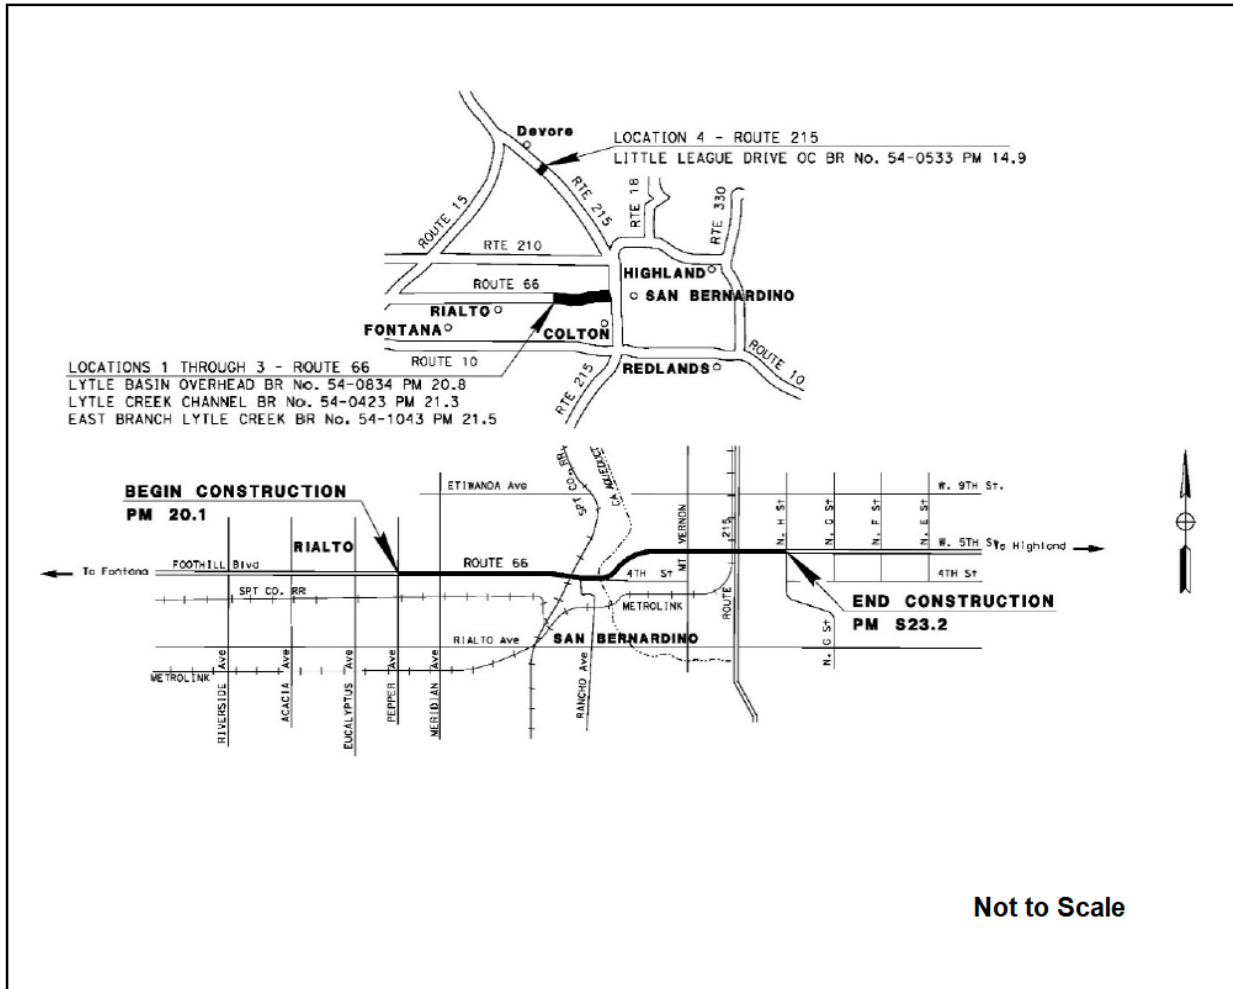 Devore
LOCATION 4 - ROUTE 215
LITTLE LEAGUE DRIVE OC BR No. 54-0533 PM 14.9
ROUTE 15
RTE 215
RTE 18
RTE 330
RTE 210
HIGHLAND
ROUTE 66
SAN BERNARDINO
RIALTO
FONTANA
COLTON
ROUTE 10
REDLANDS
ROUTE 10
RTE 215
LOCATIONS 1 THROUGH 3 - ROUTE 66
LYTLE BASIN OVERHEAD BR No. 54-0834 PM 20.8
LYTLE CREEK CHANNEL BR No. 54-0423 PM 21.3
EAST BRANCH LYTLE CREEK BR No. 54-1043 PM 21.5
BEGIN CONSTRUCTION
PM 20.1
ETIWANDA Ave
SPT CO. RR
CA AQUEDUCT
MT VERNON
215
N. H St
N. G St
N. F St
N. E St
W. 9TH St.
RIALTO
To Fontana
FOOTHILL Blvd
ROUTE 66
W. 5TH St
To Highland
4TH St
4TH St
SPT CO. RR
METROLINK
ROUTE
END CONSTRUCTION
PM S23.2
RIALTO Ave
SAN BERNARDINO
METROLINK
RIVERSIDE Ave
ACACIA Ave
EUCALYPTUS Ave
PEPPER Ave
MERIDIAN Ave
RANCHO Ave
N. G St
Not to Scale